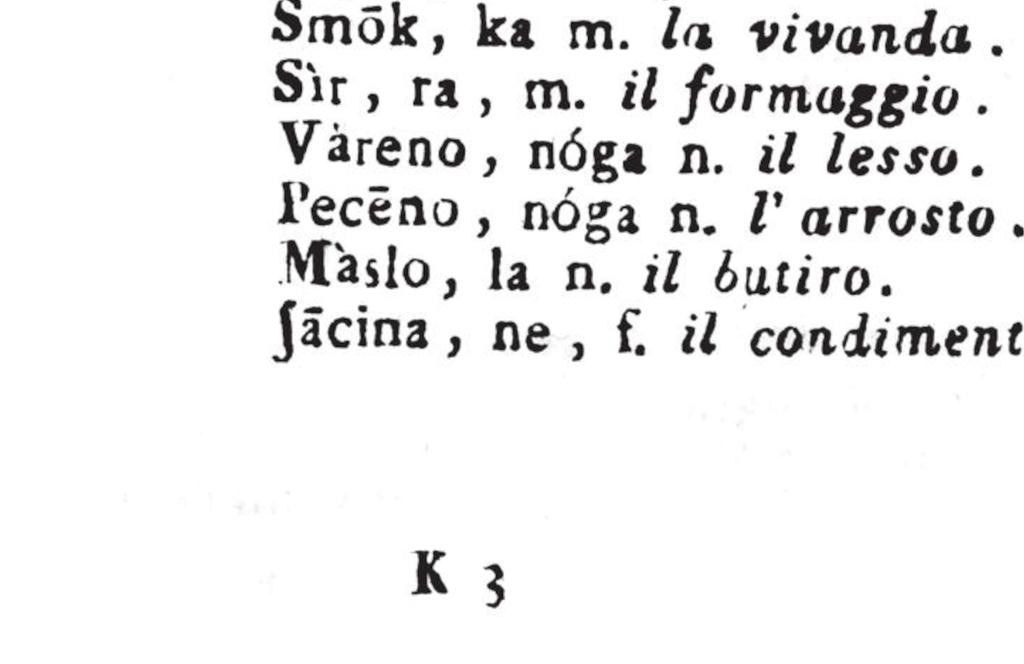 Smōk, ka m. la vivanda.
Sìr, ra, m. il formaggio.
Vàreno, nóga n. il lesso.
Pecēno, nóga n. l' arrosto.
Màslo, la n. il butiro.
ʃācina, ne, f. il condiment
K 3